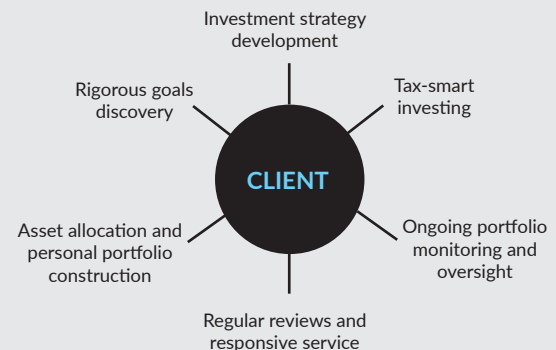 Investment strategy
development
Rigorous goals
discovery
Tax-smart
investing
CLIENT
Asset allocation and
personal portfolio
construction
Ongoing portfolio
monitoring and
oversight
Regular reviews and
responsive service